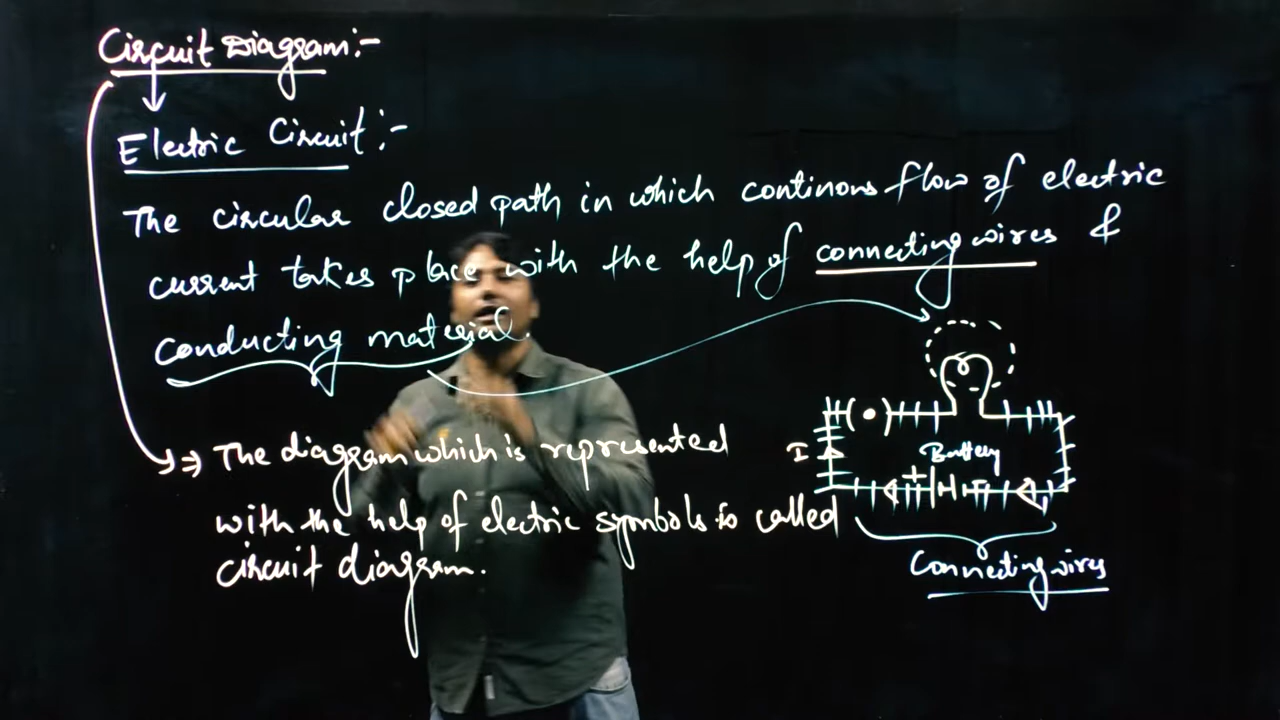 Circuit Diagram:-
Electric Circuit:-
The circular closed path in which continous flow of electric
current takes place with the help of connecting wires &
conducting material.
⇒ The diagram which is represented
with the help of electric symbols is called
circuit diagram.
I
Battery
+ -
Connecting wires